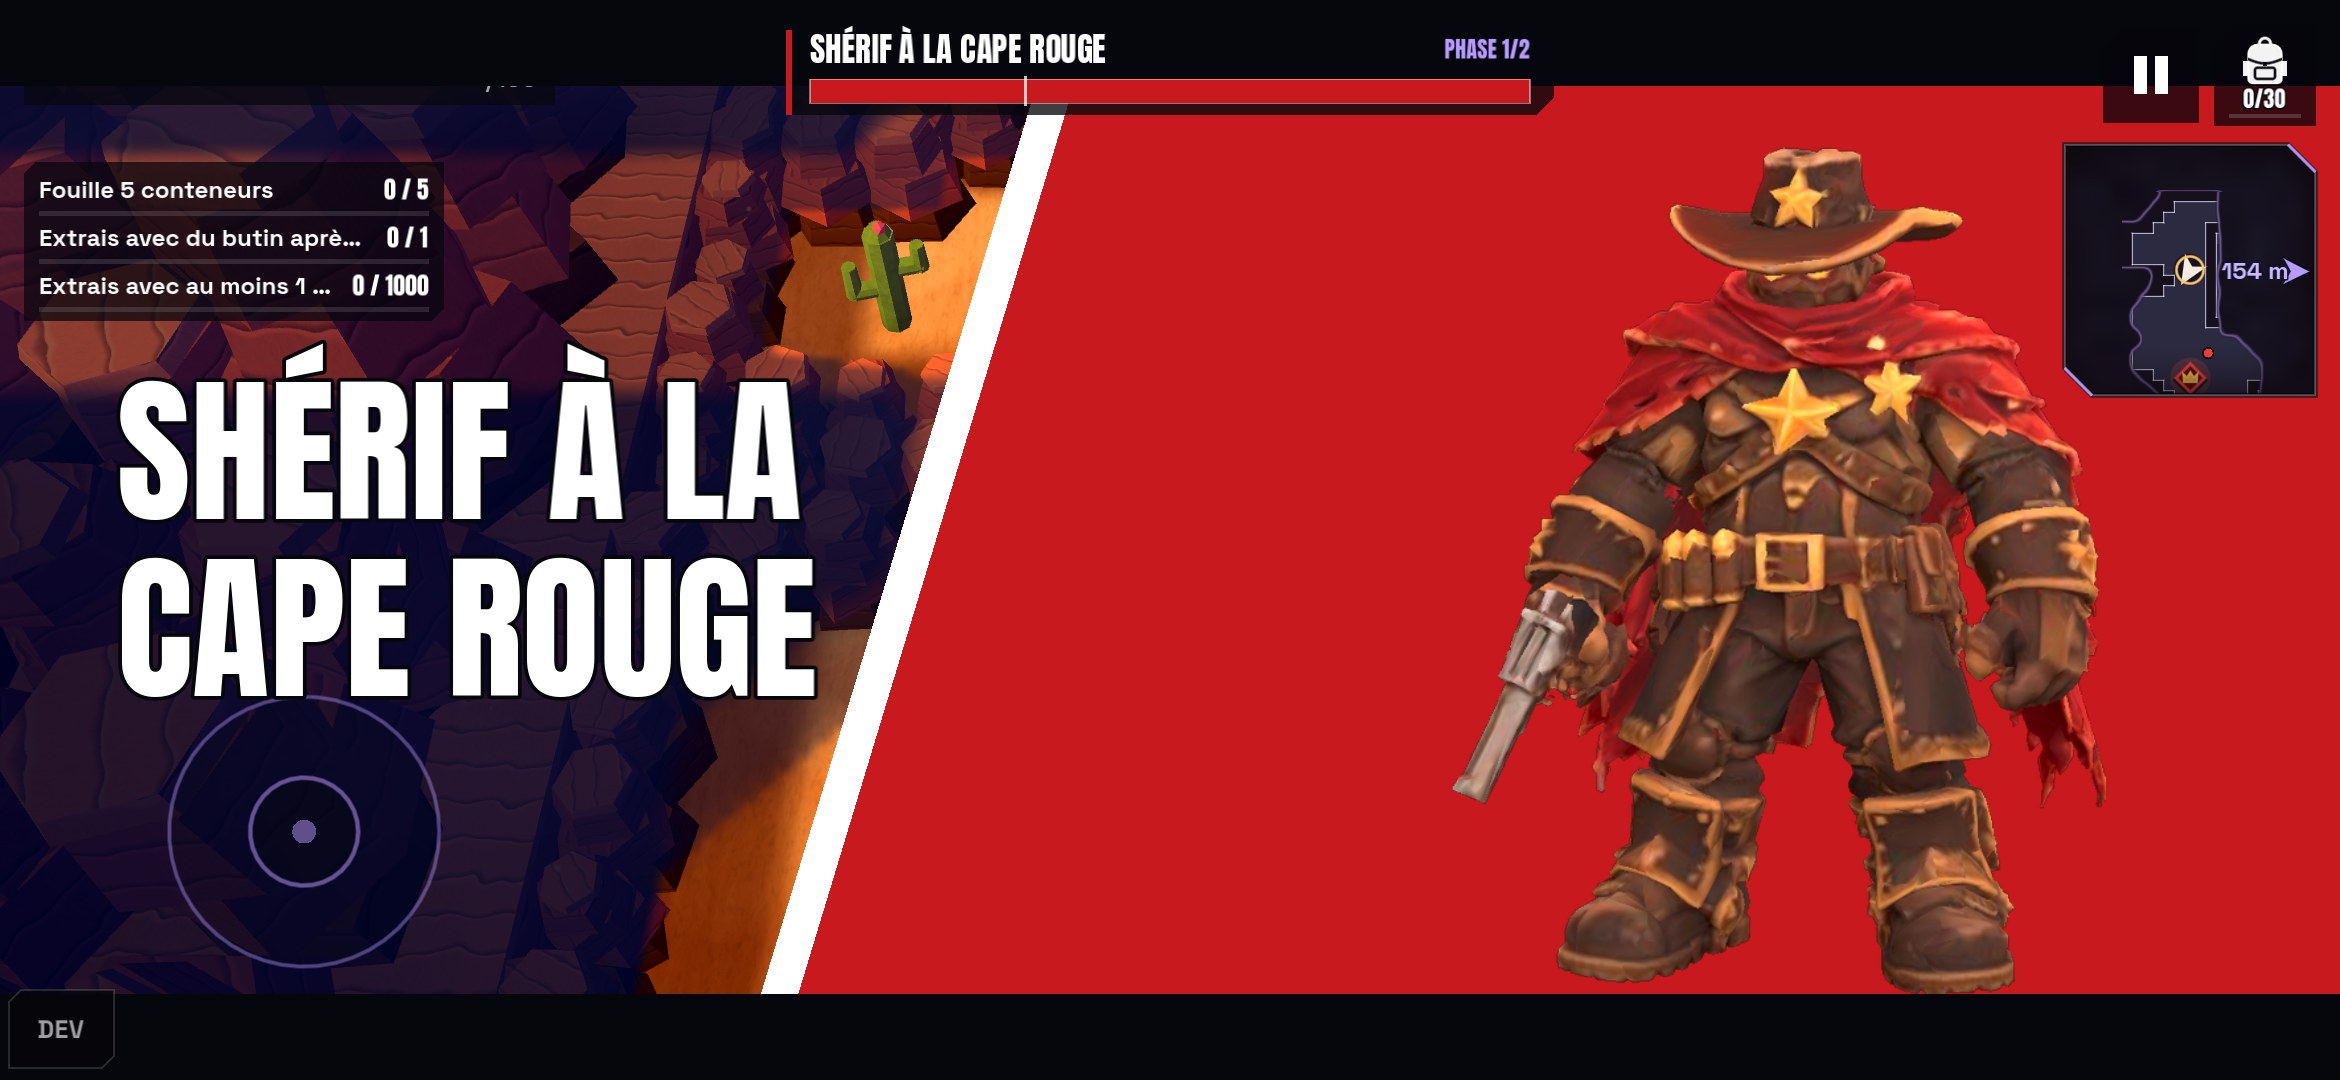 SHÉRIF À LA CAPE ROUGE
PHASE 1/2
0/30
Fouille 5 conteneurs 0 / 5
Extrais avec du butin aprè... 0 / 1
Extrais avec au moins 1 ... 0 / 1000
154 m
SHÉRIF À LA
CAPE ROUGE
DEV